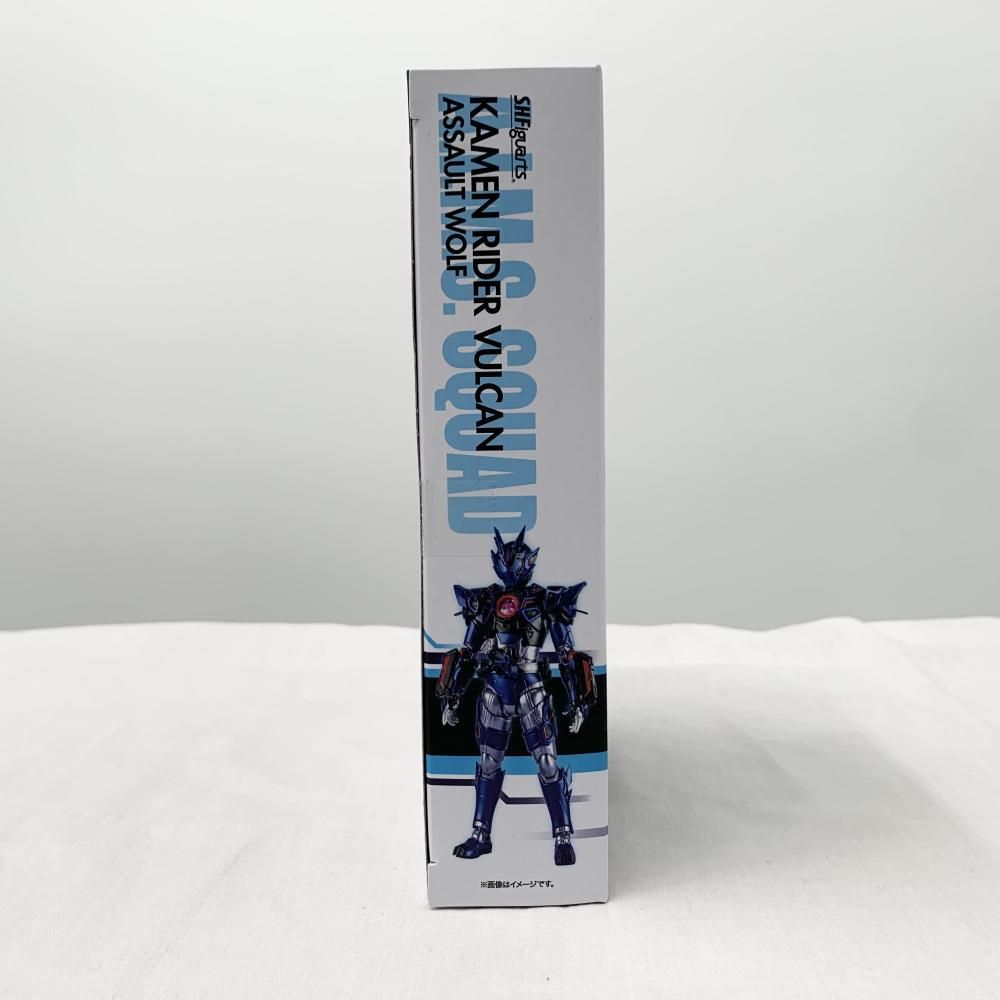 S.H.Figuarts
KAMEN RIDER VULCAN
ASSAULT WOLF
A.I.M.S. SQUAD
※画像はイメージです。